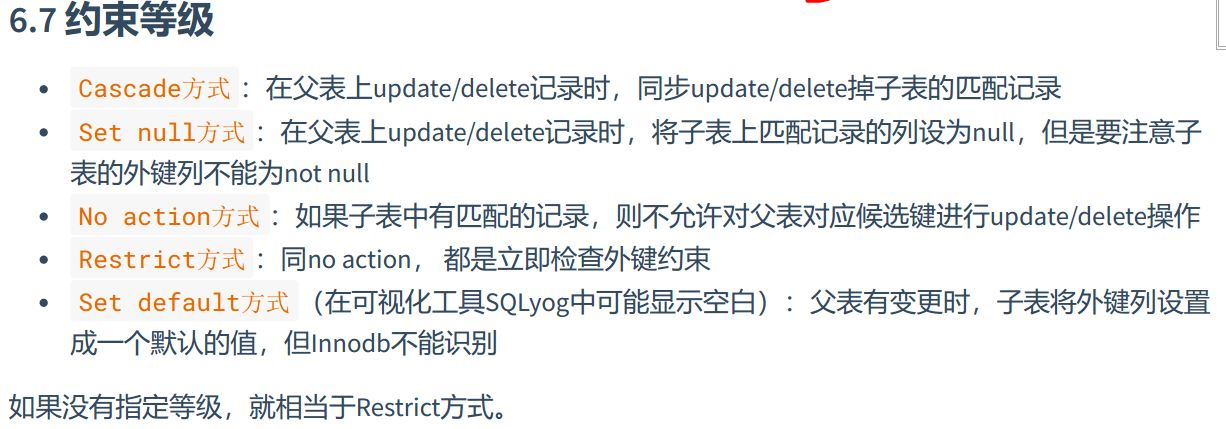 6.7 约束等级
Cascade方式：在父表上update/delete记录时，同步update/delete掉子表的匹配记录
Set null方式：在父表上update/delete记录时，将子表上匹配记录的列设为null，但是要注意子
表的外键列不能为not null
No action方式：如果子表中有匹配的记录，则不允许对父表对应候选键进行update/delete操作
Restrict方式：同no action， 都是立即检查外键约束
Set default方式（在可视化工具SQLyog中可能显示空白）：父表有变更时，子表将外键列设置
成一个默认的值，但Innodb不能识别
如果没有指定等级，就相当于Restrict方式。